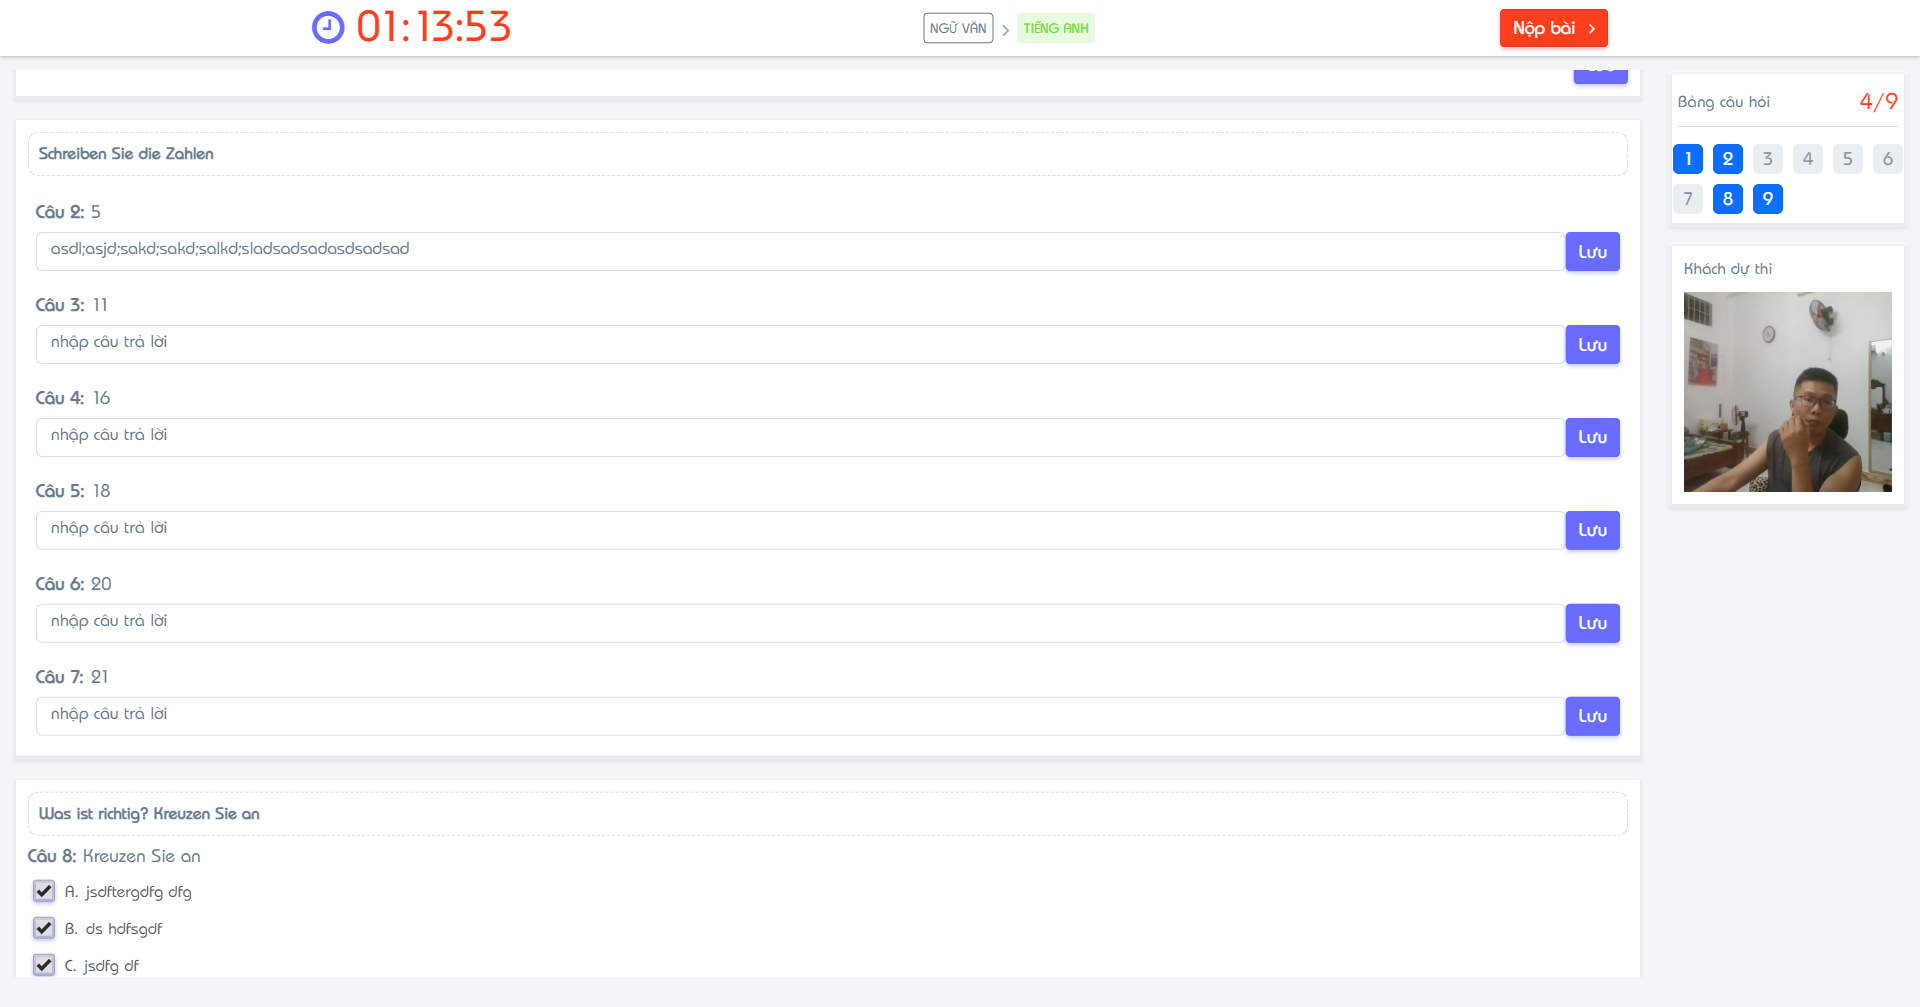 01:13:53
NGỮ VĂN
TIẾNG ANH
Nộp bài
Schreiben Sie die Zahlen
Câu 2: 5
asdl;asjd;sakd;sakd;salkd;sladsadsadasdsadsad
Lưu
Câu 3: 11
nhập câu trả lời
Lưu
Câu 4: 16
nhập câu trả lời
Lưu
Câu 5: 18
nhập câu trả lời
Lưu
Câu 6: 20
nhập câu trả lời
Lưu
Câu 7: 21
nhập câu trả lời
Lưu
Was ist richtig? Kreuzen Sie an
Câu 8: Kreuzen Sie an
A. jsdftergdfg dfg
B. ds hdfsgdf
C. jsdfg df
Bảng câu hỏi 4/9
1 2 3 4 5 6
7 8 9
Khách dự thi